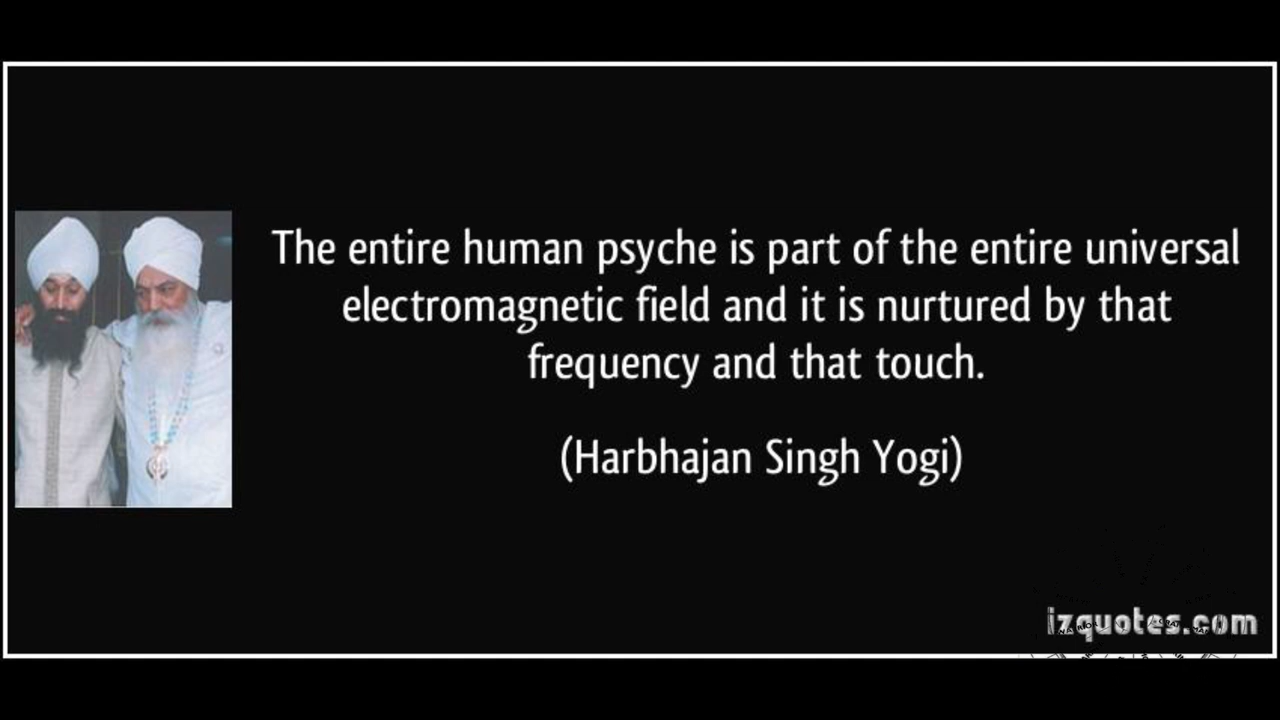 The entire human psyche is part of the entire universal
electromagnetic field and it is nurtured by that
frequency and that touch.
(Harbhajan Singh Yogi)
izquotes.com